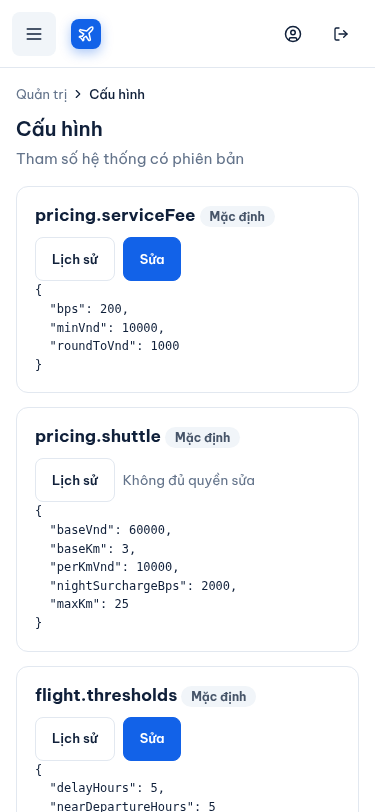 Quản trị > Cấu hình
Cấu hình
Tham số hệ thống có phiên bản
pricing.serviceFee Mặc định
Lịch sử Sửa
{
  "bps": 200,
  "minVnd": 10000,
  "roundToVnd": 1000
}
pricing.shuttle Mặc định
Lịch sử Không đủ quyền sửa
{
  "baseVnd": 60000,
  "baseKm": 3,
  "perKmVnd": 10000,
  "nightSurchargeBps": 2000,
  "maxKm": 25
}
flight.thresholds Mặc định
Lịch sử Sửa
{
  "delayHours": 5,
  "nearDepartureHours": 5